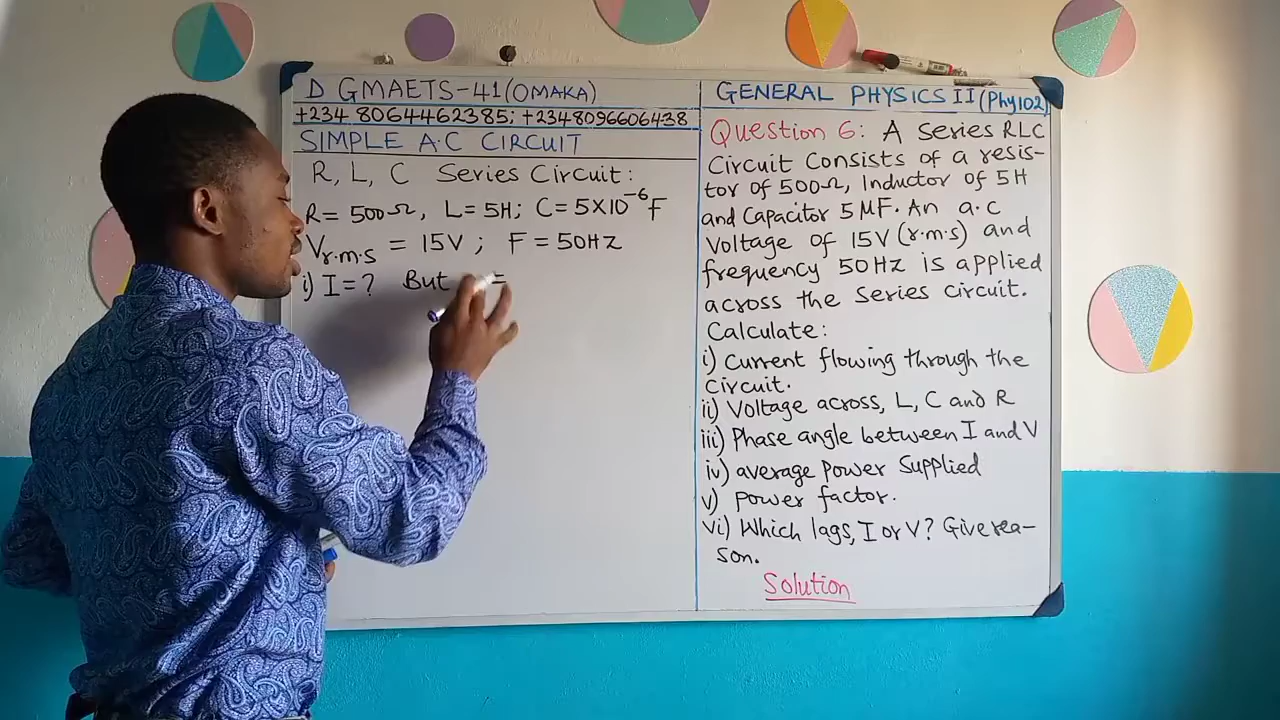 D GMAETS-41(OMAKA)
+234 8064462385; +2348096606438
SIMPLE A.C CIRCUIT
R, L, C Series Circuit:
R= 500Ω, L=5H; C=5X10⁻⁶F
Vr.m.s = 15V ; F = 50HZ
i) I=? But =
GENERAL PHYSICS II (Phy102)
Question 6: A Series RLC
Circuit Consists of a resis-
tor of 500Ω, Inductor of 5H
and Capacitor 5MF. An a.c
Voltage of 15V (r.m.s) and
frequency 50Hz is applied
across the Series circuit.
Calculate:
i) Current flowing through the
Circuit.
ii) Voltage across, L, C and R
iii) Phase angle between I and V
iv) average power Supplied
v) power factor.
vi) Which lags, I or V? Give rea-
son.
Solution